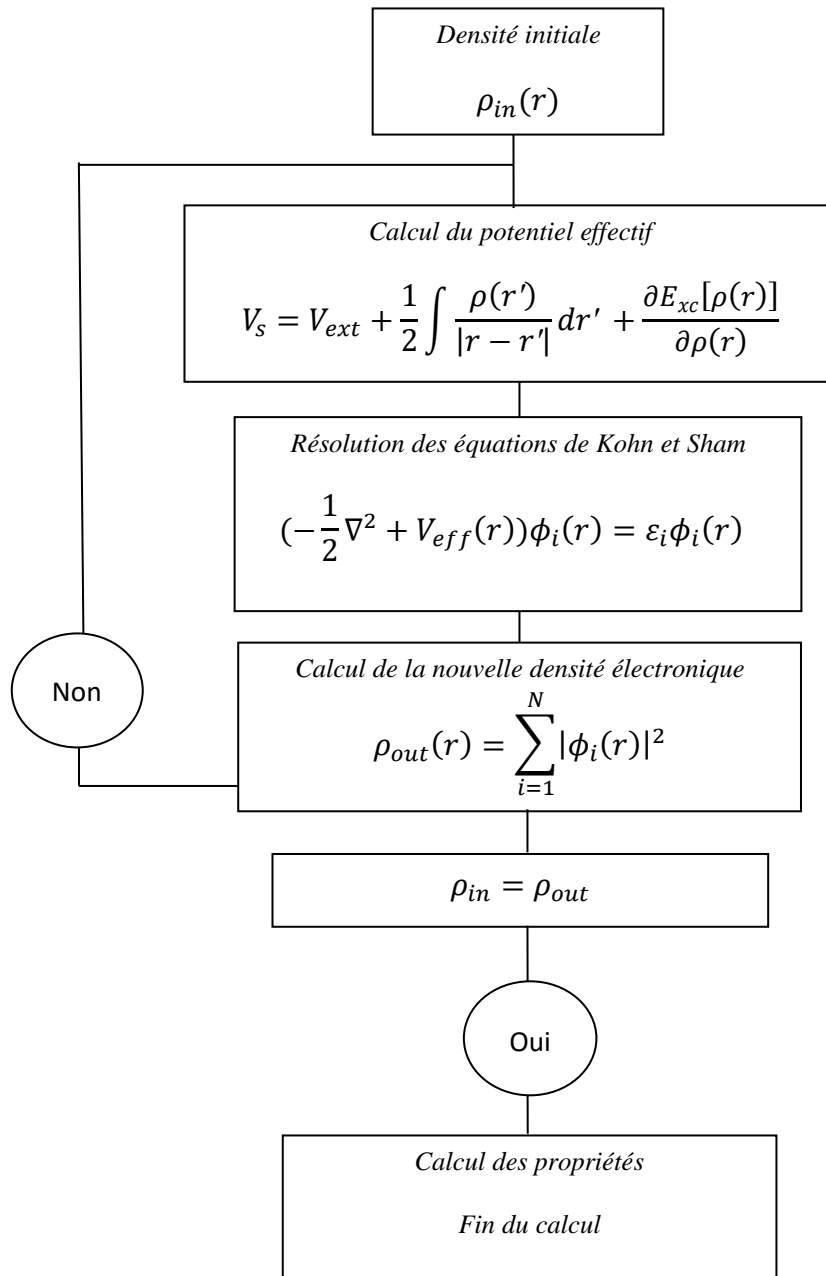 Densité initiale
ρ_in(r)
Calcul du potentiel effectif
V_s = V_ext + 1/2 ∫ ρ(r′)/|r − r′| dr′ + ∂E_xc[ρ(r)]/∂ρ(r)
Résolution des équations de Kohn et Sham
(−1/2 ∇² + V_eff(r))ϕ_i(r) = ε_iϕ_i(r)
Non
Calcul de la nouvelle densité électronique
ρ_out(r) = ∑_{i=1}^{N} |ϕ_i(r)|²
ρ_in = ρ_out
Oui
Calcul des propriétés
Fin du calcul